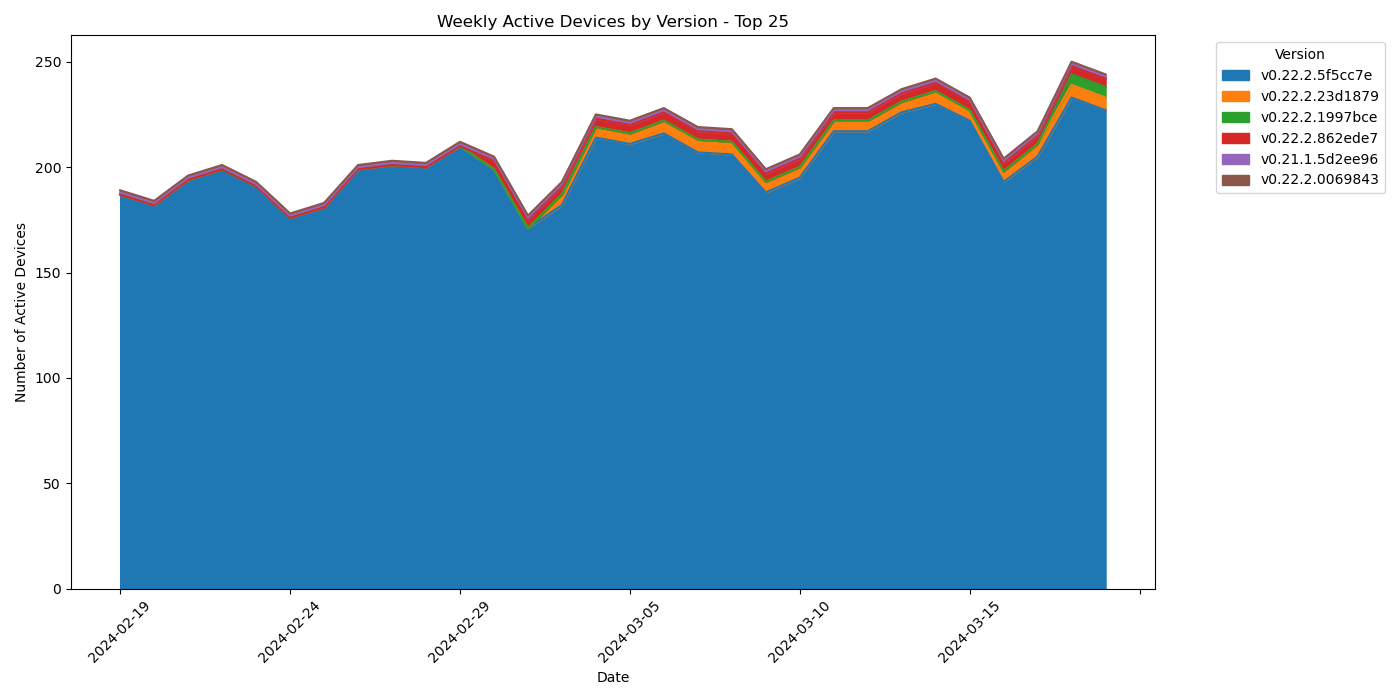 Weekly Active Devices by Version - Top 25
Number of Active Devices
250
200
150
100
50
0
2024-02-19
2024-02-24
2024-02-29
2024-03-05
2024-03-10
2024-03-15
Date
Version
v0.22.2.5f5cc7e
v0.22.2.23d1879
v0.22.2.1997bce
v0.22.2.862ede7
v0.21.1.5d2ee96
v0.22.2.0069843